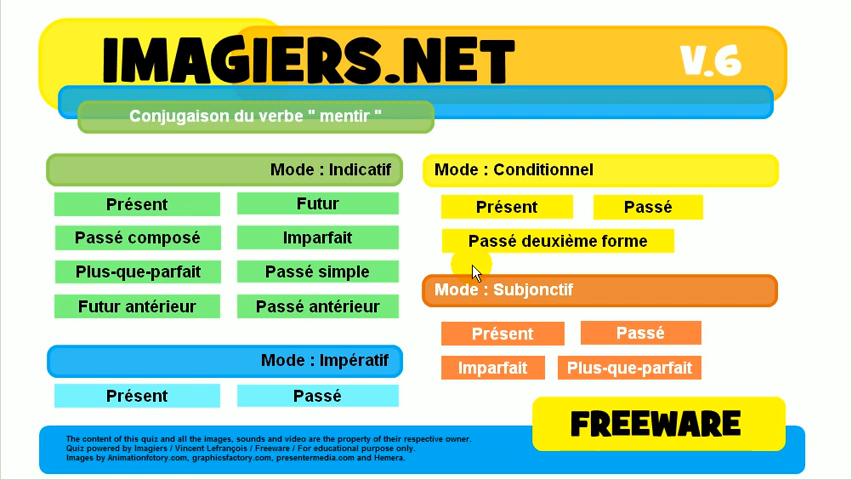 IMAGIERS.NET
V.6
Conjugaison du verbe " mentir "
Mode : Indicatif
Présent
Futur
Passé composé
Imparfait
Plus-que-parfait
Passé simple
Futur antérieur
Passé antérieur
Mode : Impératif
Présent
Passé
Mode : Conditionnel
Présent
Passé
Passé deuxième forme
Mode : Subjonctif
Présent
Passé
Imparfait
Plus-que-parfait
FREEWARE
The content of this quiz and all the images, sounds and video are the property of their respective owner.
Quiz powered by Imagiers / Vincent Lefrançois / Freeware / For educational purpose only.
Images by Animationfctory.com, graphicsfactory.com, presentermedia.com and Hemera.